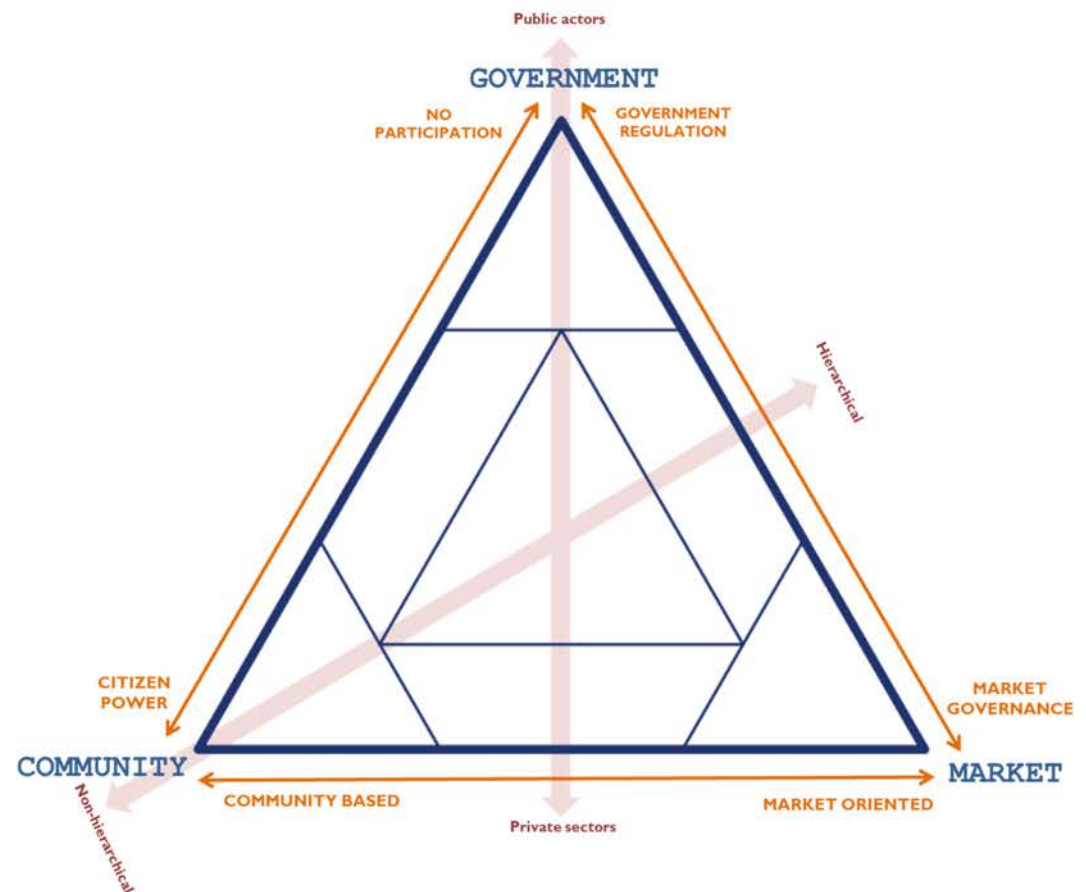 Public actors
GOVERNMENT
NO
PARTICIPATION
GOVERNMENT
REGULATION
Hierarchical
CITIZEN
POWER
MARKET
GOVERNANCE
COMMUNITY
MARKET
COMMUNITY BASED
MARKET ORIENTED
Non-hierarchical
Private sectors